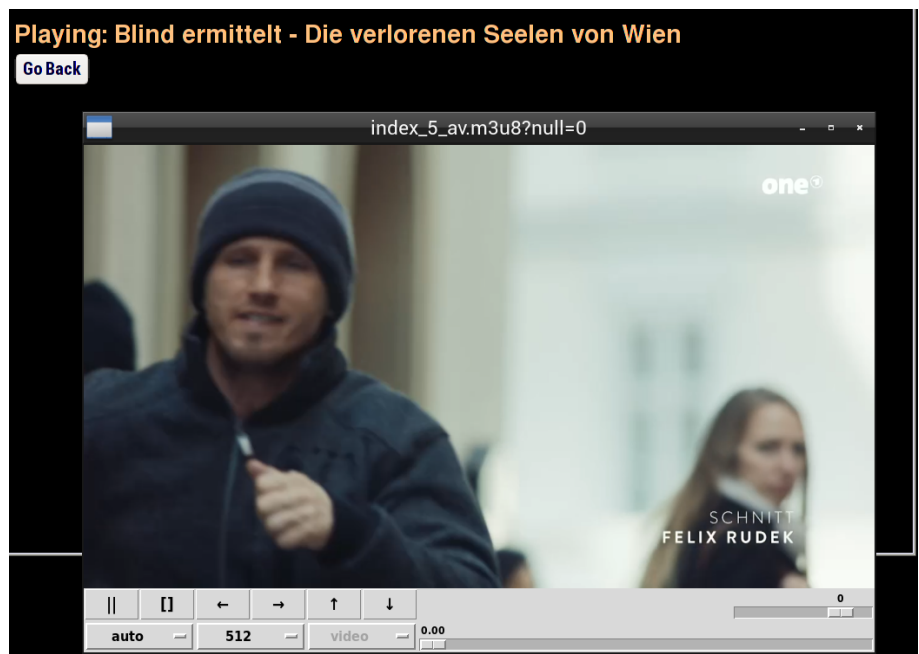 Playing: Blind ermittelt - Die verlorenen Seelen von Wien
Go Back
index_5_av.m3u8?null=0
one
SCHNITT
FELIX RUDEK
|| [] ← → ↑ ↓
0
auto 512 video
0.00